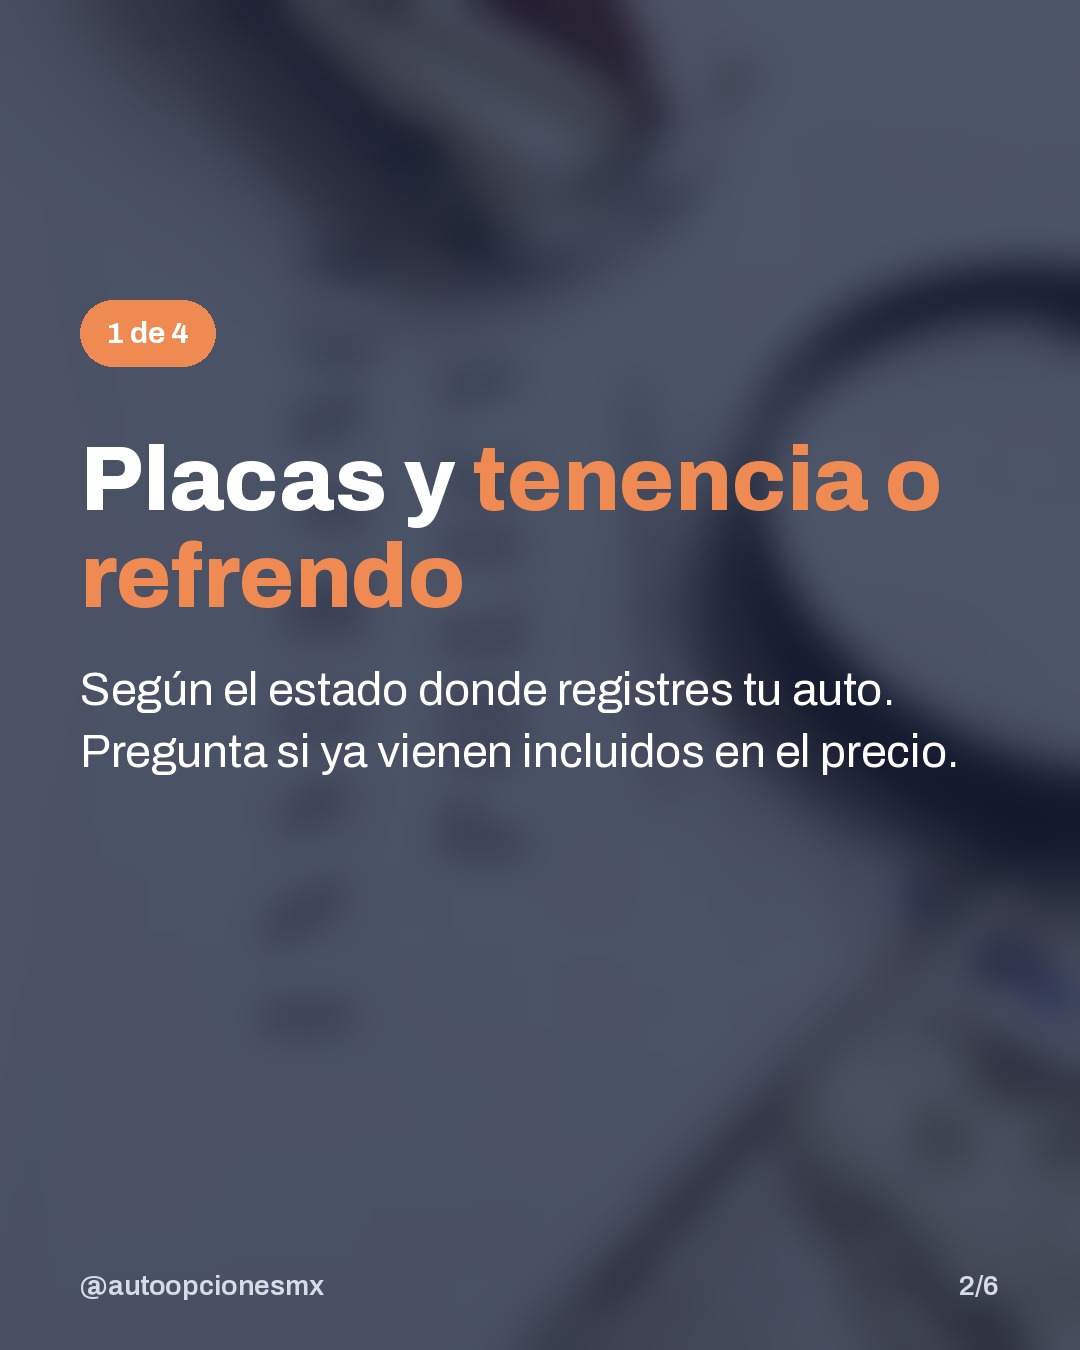 1 de 4
Placas y tenencia o
refrendo
Según el estado donde registres tu auto.
Pregunta si ya vienen incluidos en el precio.
@autoopcionesmx
2/6